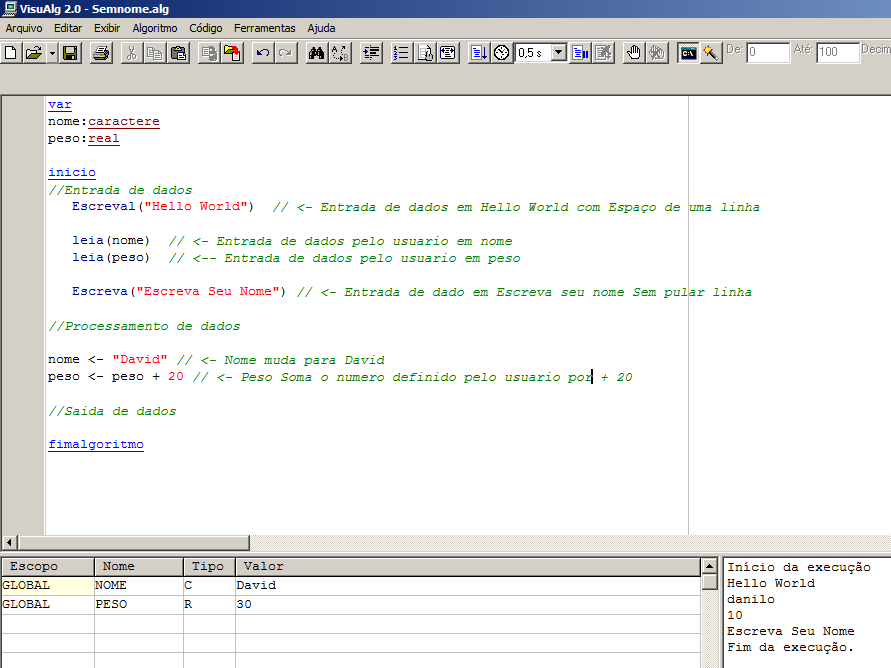 VisuAlg 2.0 - Semnome.alg
Arquivo Editar Exibir Algoritmo Código Ferramentas Ajuda
0,5 s C:\ De: 0 Até: 100 Decim
var
nome:caractere
peso:real
inicio
//Entrada de dados
Escreval("Hello World") // <- Entrada de dados em Hello World com Espaço de uma linha
leia(nome) // <- Entrada de dados pelo usuario em nome
leia(peso) // <-- Entrada de dados pelo usuario em peso
Escreva("Escreva Seu Nome") // <- Entrada de dado em Escreva seu nome Sem pular linha
//Processamento de dados
nome <- "David" // <- Nome muda para David
peso <- peso + 20 // <- Peso Soma o numero definido pelo usuario por + 20
//Saida de dados
fimalgoritmo
Escopo Nome Tipo Valor
GLOBAL NOME C David
GLOBAL PESO R 30
Início da execução
Hello World
danilo
10
Escreva Seu Nome
Fim da execução.